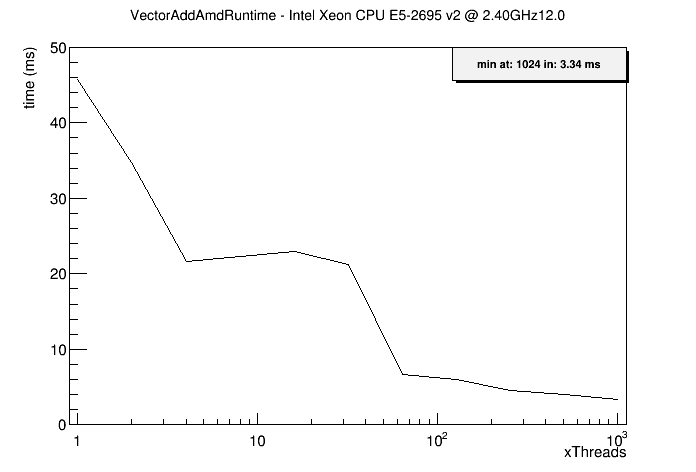 VectorAddAmdRuntime - Intel Xeon CPU E5-2695 v2 @ 2.40GHz12.0
min at: 1024 in: 3.34 ms
time (ms)
50
40
30
20
10
0
1 10 10² 10³
xThreads